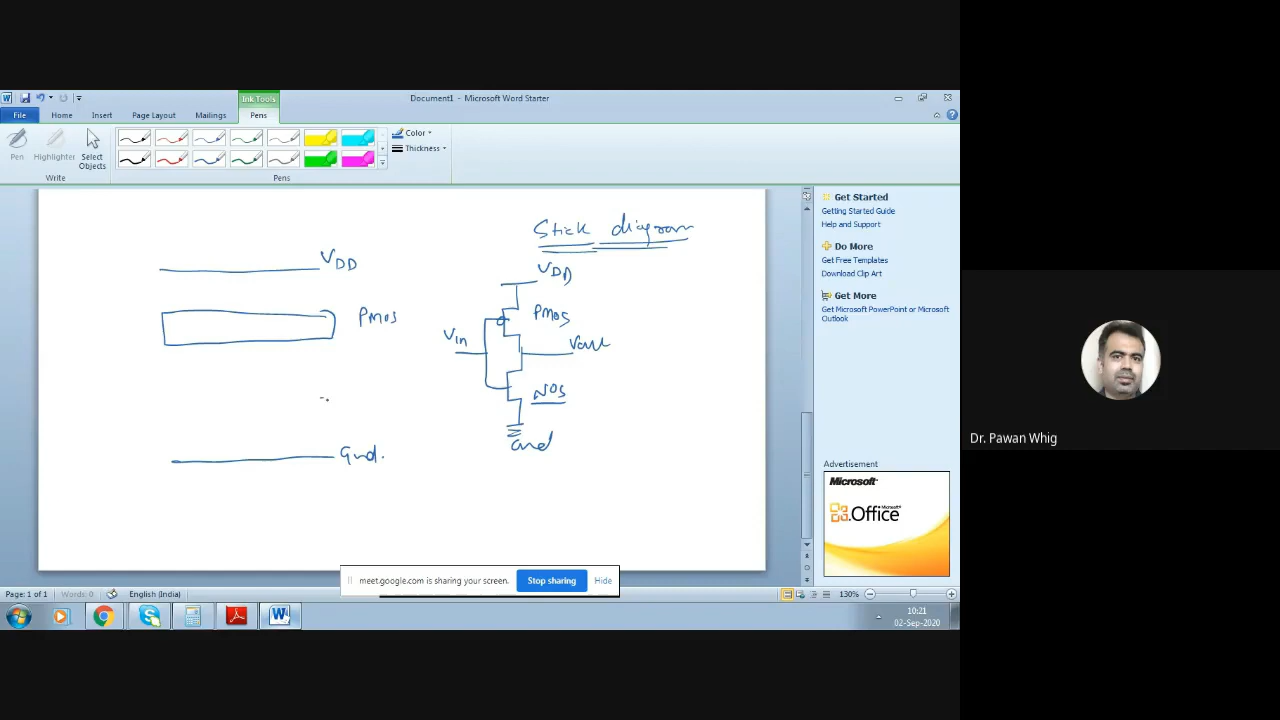 Document1 - Microsoft Word Starter
Ink Tools
File Home Insert Page Layout Mailings Pens
Pen Highlighter Select Objects
Color
Thickness
Write Pens
Stick diagram
VDD
VDD
Pmos
Pmos
Vin
Vout
NOS
Gnd
Gnd.
Get Started
Getting Started Guide
Help and Support
Do More
Get Free Templates
Download Clip Art
Get More
Get Microsoft PowerPoint or Microsoft
Outlook
Advertisement
Microsoft
Microsoft
Office
meet.google.com is sharing your screen. Stop sharing Hide
Page: 1 of 1 Words: 0 English (India) 130%
10:21
02-Sep-2020
Dr. Pawan Whig